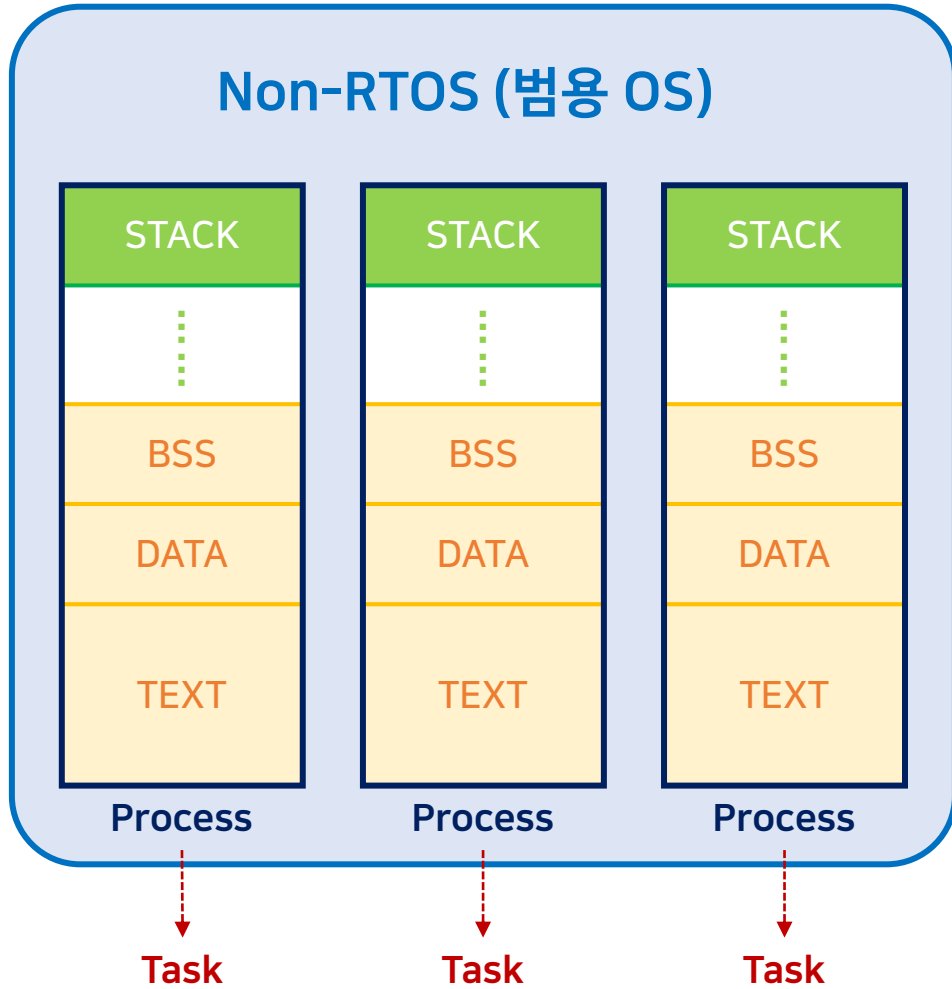 Non-RTOS (범용 OS)
STACK STACK STACK
BSS BSS BSS
DATA DATA DATA
TEXT TEXT TEXT
Process Process Process
Task Task Task